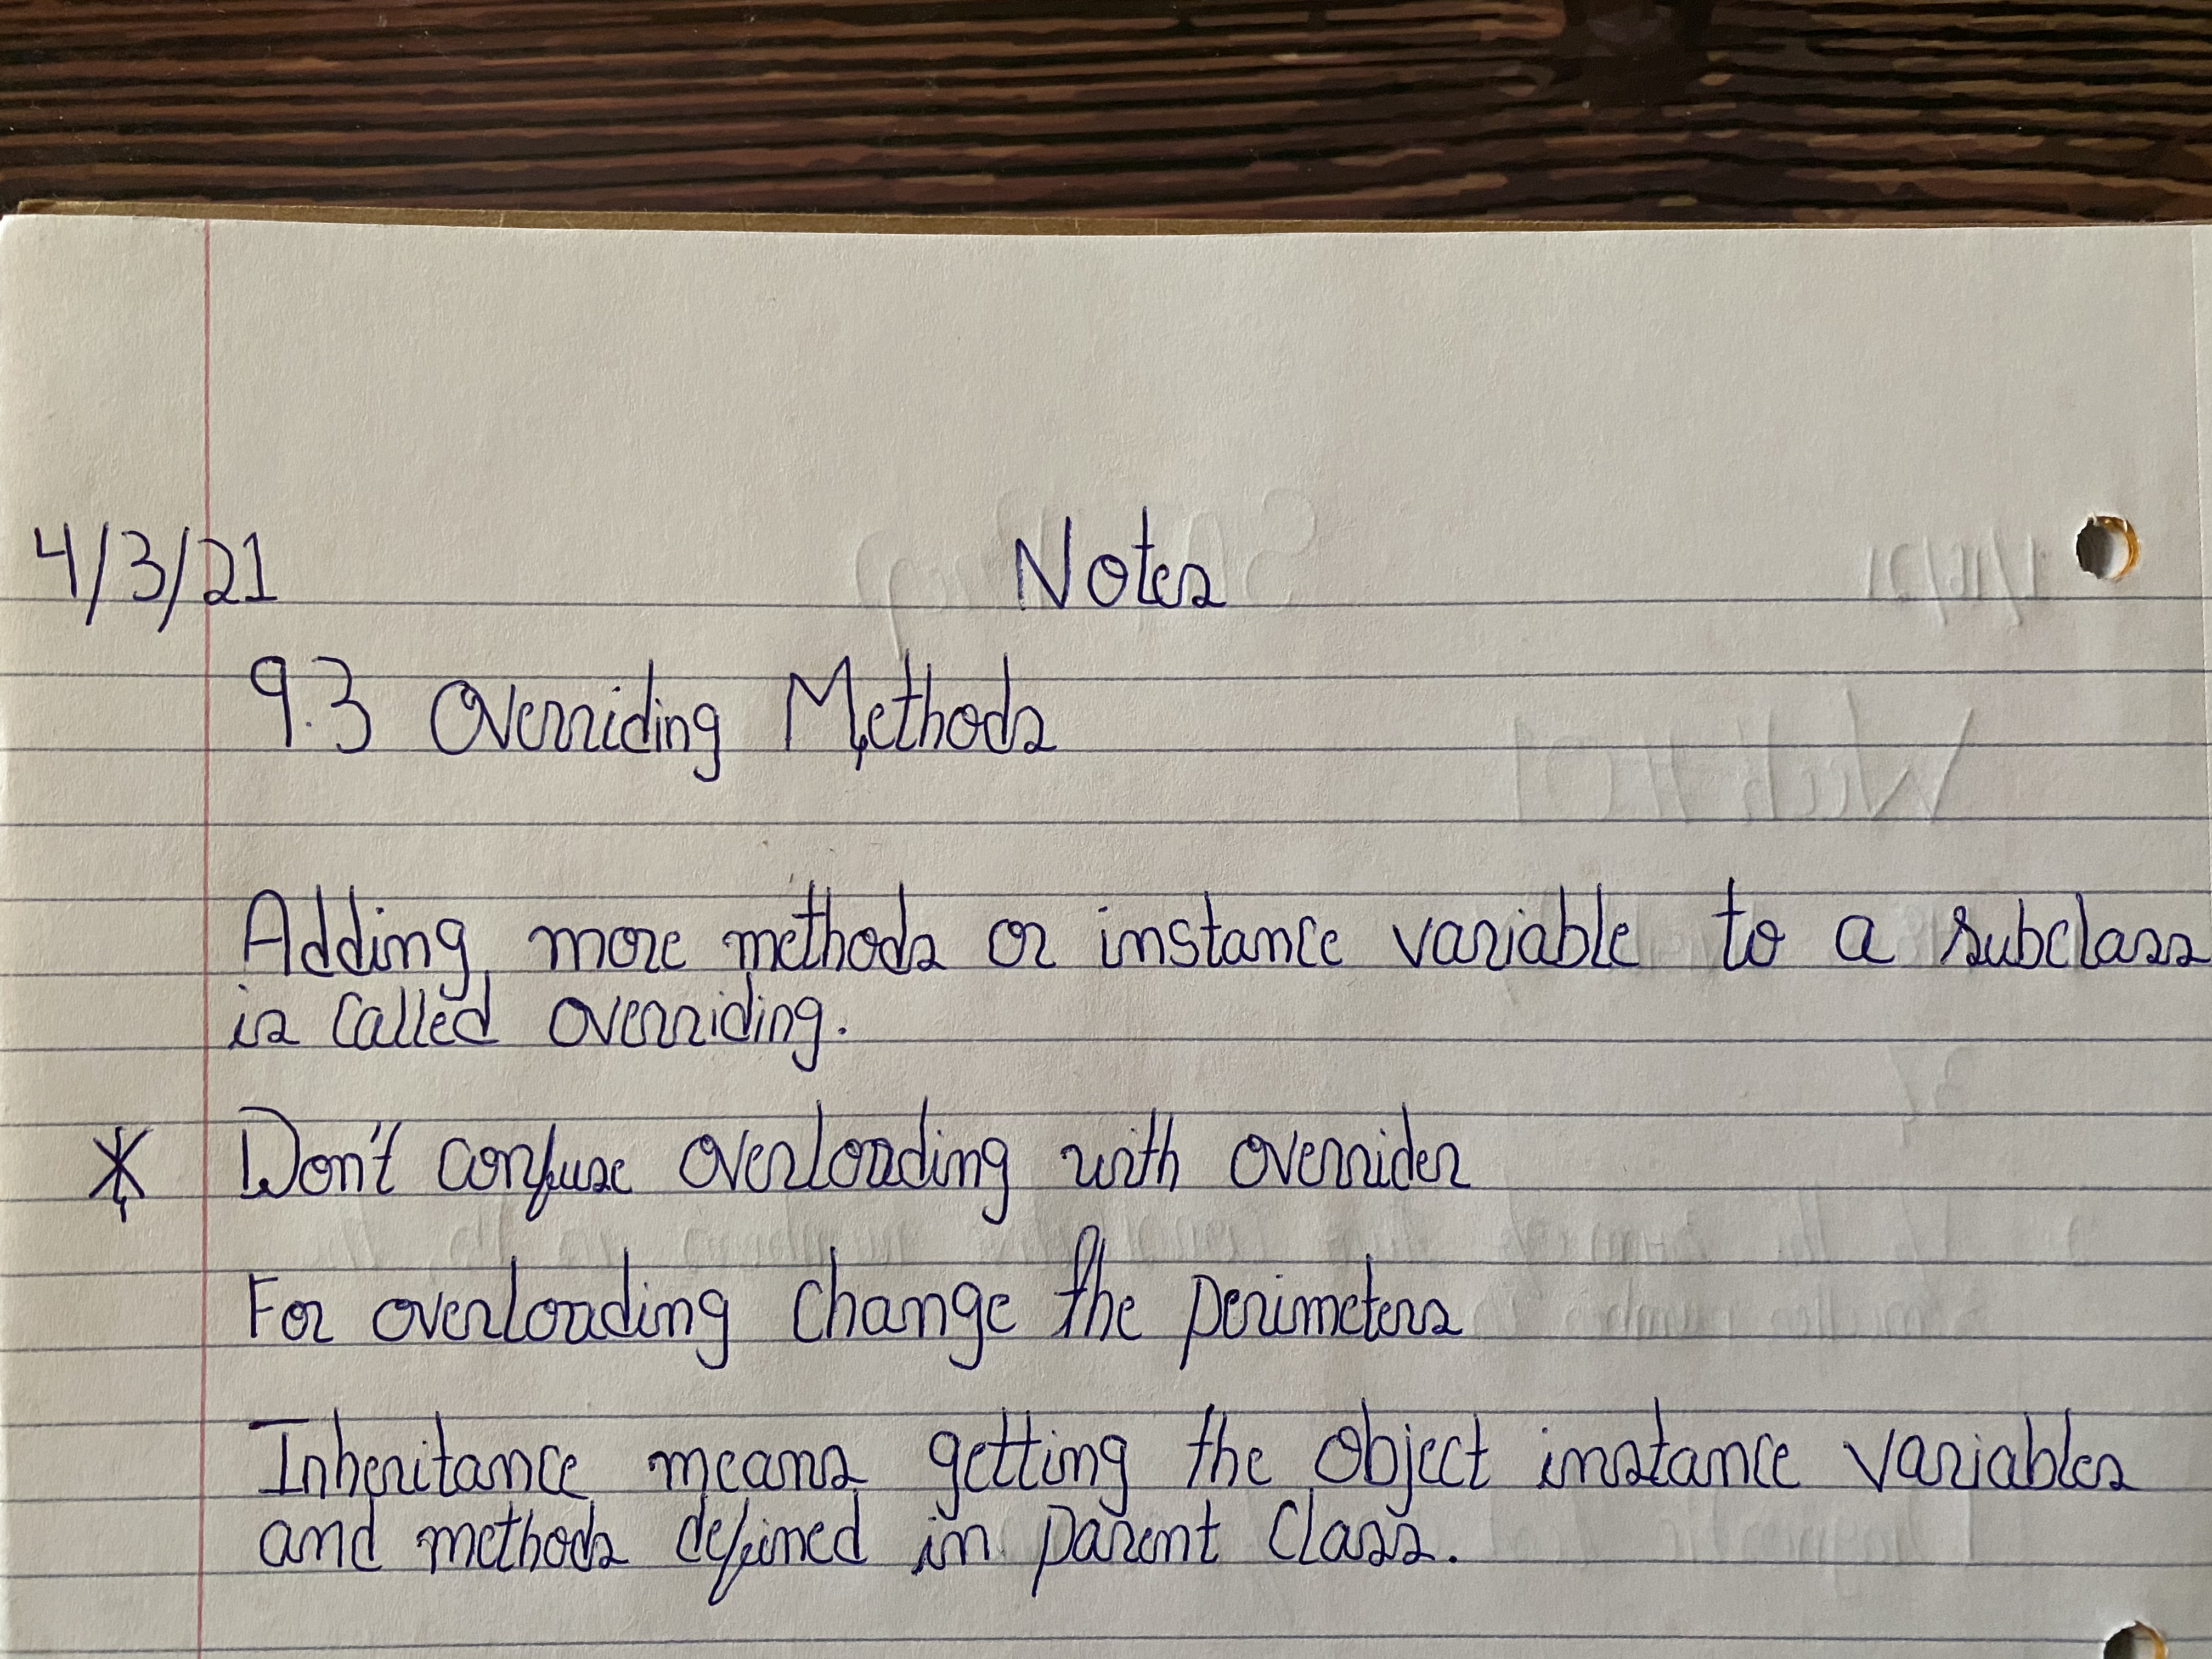 4/3/21 Notes
9.3 Overriding Methods
Adding more methods or instance variable to a subclass
is called overriding.
* Don't confuse overloading with overrider
For overloading change the perimeters
Inheritance means getting the object instance variables
and methods defined in parent class.